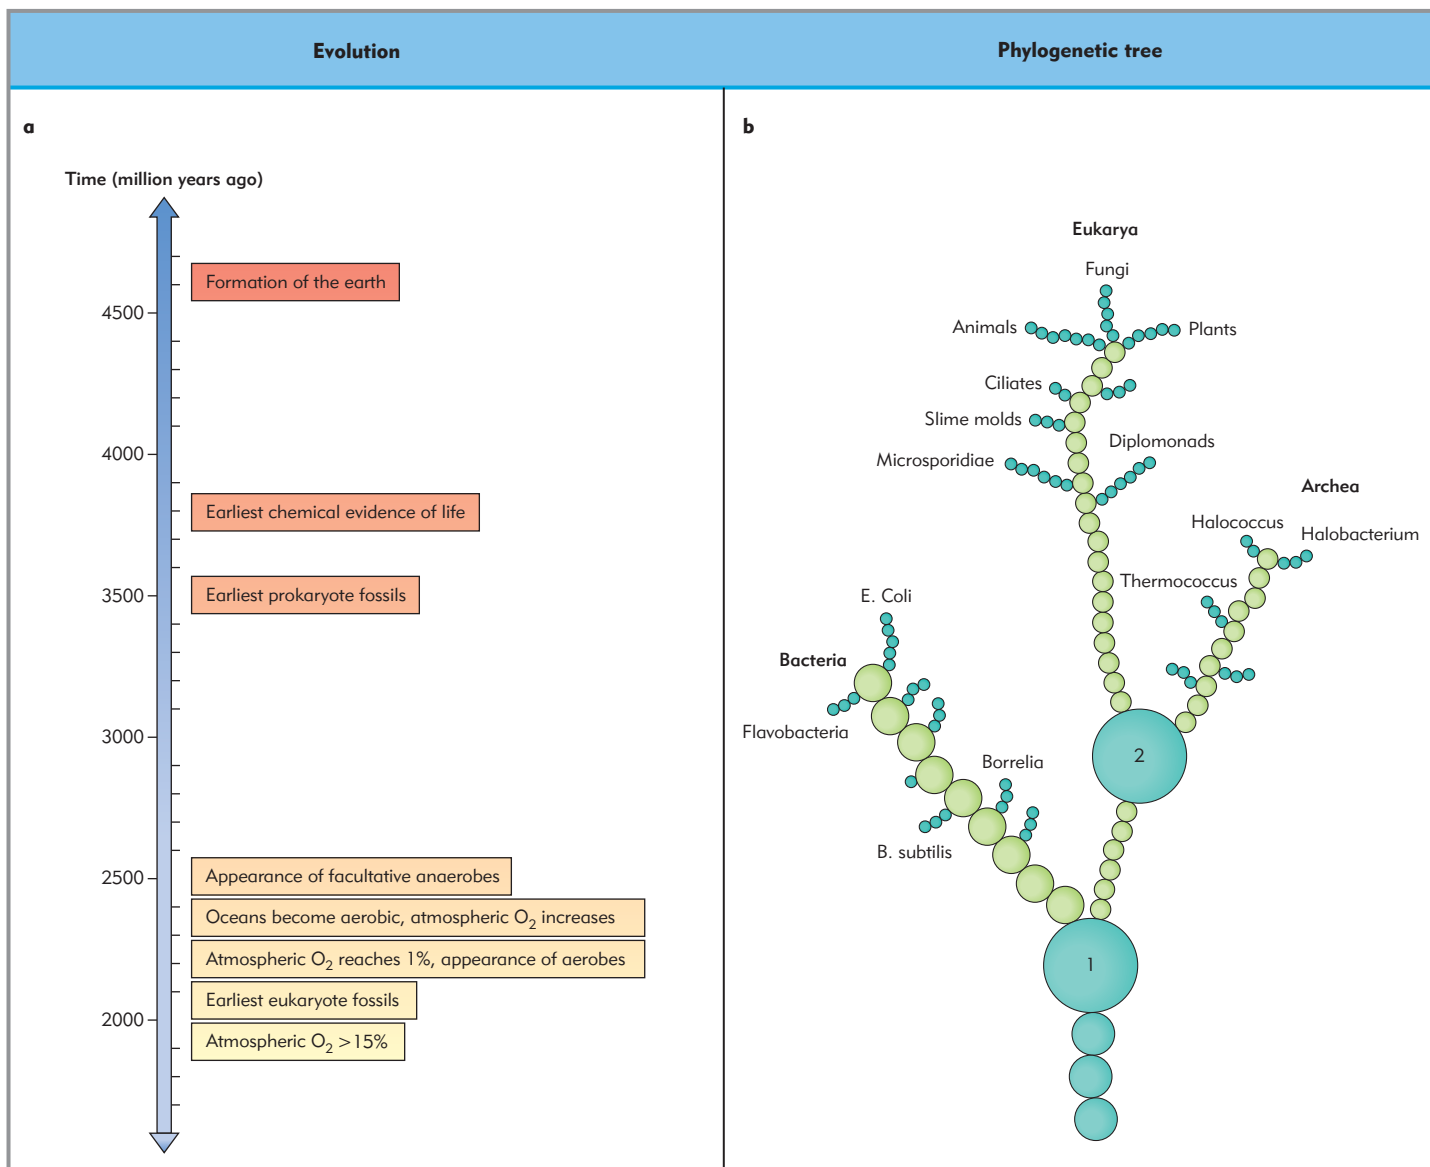 Evolution
Phylogenetic tree
a
Time (million years ago)
Formation of the earth
4500
4000
Earliest chemical evidence of life
3500
Earliest prokaryote fossils
3000
2500
Appearance of facultative anaerobes
Oceans become aerobic, atmospheric O2 increases
Atmospheric O2 reaches 1%, appearance of aerobes
Earliest eukaryote fossils
2000
Atmospheric O2 >15%
b
Eukarya
Fungi
Animals
Plants
Ciliates
Slime molds
Diplomonads
Microsporidiae
Archea
Halococcus
Halobacterium
Thermococcus
E. Coli
Bacteria
Flavobacteria
Borrelia
B. subtilis
2
1